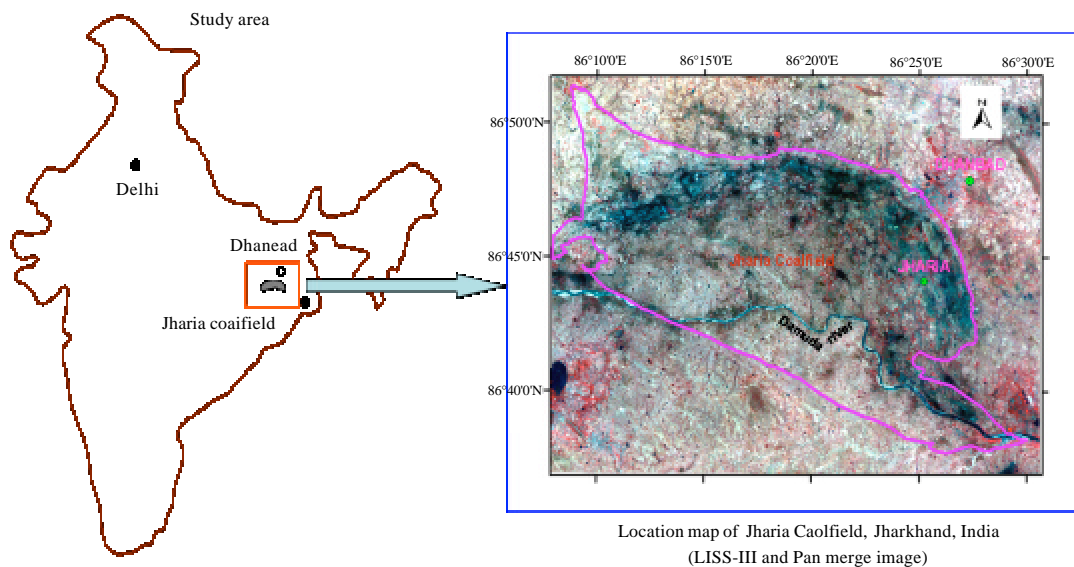 Study area
Delhi
Dhanead
Jharia coaifield
86°10'0'E 86°15'0'E 86°20'0'E 86°25'0'E 86°30'0'E
86°50'0'N
86°45'0'N
86°40'0'N
N
DHANBAD
Jharia Coalfield
JHARIA
Damuda river
Location map of Jharia Caolfield, Jharkhand, India
(LISS-III and Pan merge image)